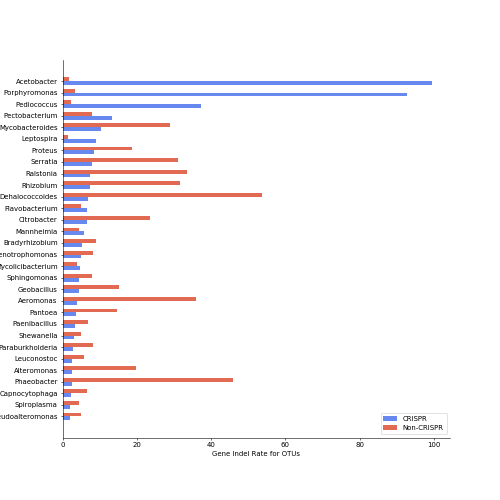 Acetobacter
Porphyromonas
Pediococcus
Pectobacterium
Mycobacteroides
Leptospira
Proteus
Serratia
Ralstonia
Rhizobium
Dehalococcoides
Flavobacterium
Citrobacter
Mannheimia
Bradyrhizobium
enotrophomonas
Mycolicibacterium
Sphingomonas
Geobacillus
Aeromonas
Pantoea
Paenibacillus
Shewanella
Paraburkholderia
Leuconostoc
Alteromonas
Phaeobacter
Capnocytophaga
Spiroplasma
eudoalteromonas
CRISPR
Non-CRISPR
0 20 40 60 80 100
Gene Indel Rate for OTUs